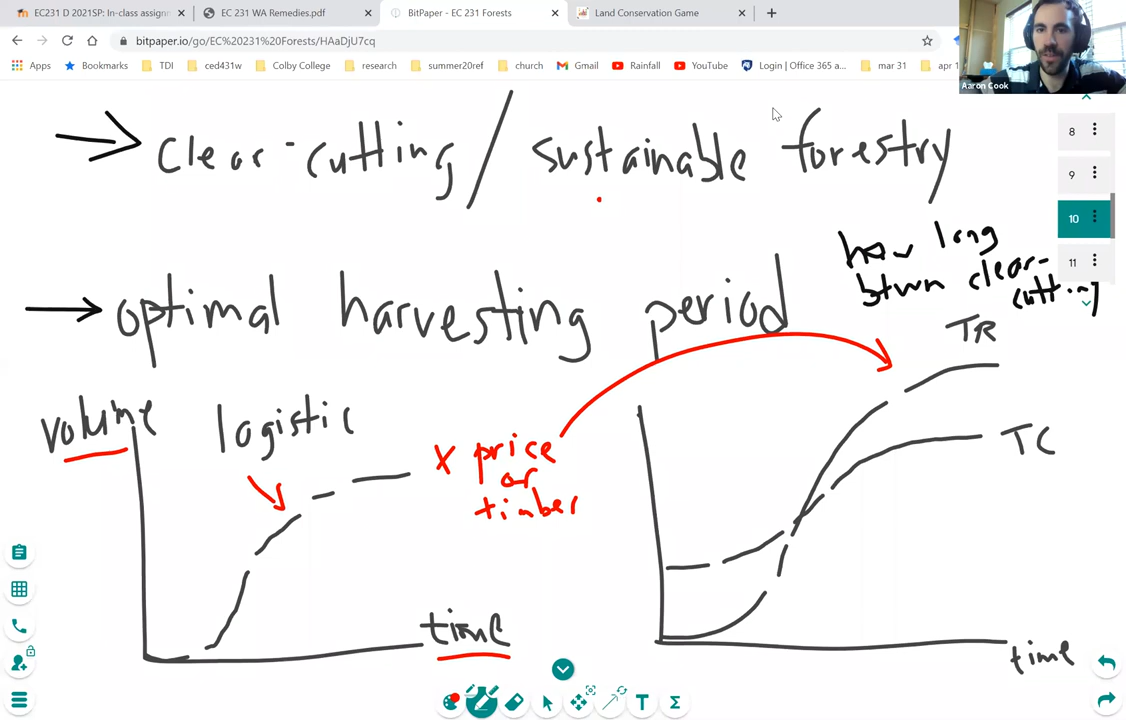 EC231 D 2021SP: In-class assignm
EC 231 WA Remedies.pdf
BitPaper - EC 231 Forests
Land Conservation Game
bitpaper.io/go/EC%20231%20Forests/HAaDjU7cq
Apps
Bookmarks
TDI
ced431w
Colby College
research
summer20ref
church
Gmail
Rainfall
YouTube
Login | Office 365 a...
mar 31
apr 1
Aaron Cook
8
9
10
11
clear-cutting / sustainable forestry
how long
btwn clear-
cutting
optimal harvesting period
TR
volume
logistic
x price
or
timber
TC
time
time
T
Σ